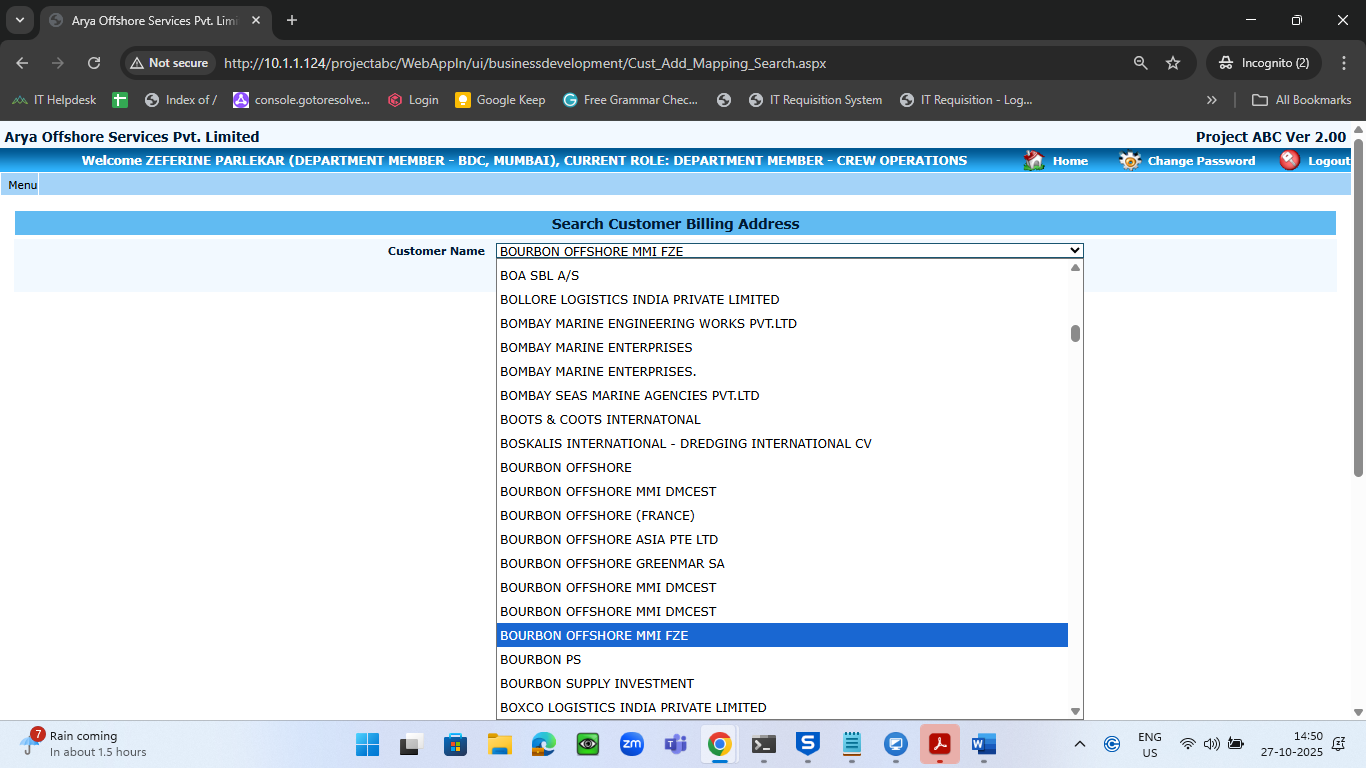 Arya Offshore Services Pvt. Limi
Incognito (2)
Not secure
http://10.1.1.124/projectabc/WebAppIn/ui/businessdevelopment/Cust_Add_Mapping_Search.aspx
IT Helpdesk
Index of /
console.gotoresolve...
Login
Google Keep
Free Grammar Chec...
IT Requisition System
IT Requisition - Log...
All Bookmarks
Arya Offshore Services Pvt. Limited
Project ABC Ver 2.00
Welcome ZEFERINE PARLEKAR (DEPARTMENT MEMBER - BDC, MUMBAI), CURRENT ROLE: DEPARTMENT MEMBER - CREW OPERATIONS
Home
Change Password
Logout
Menu
Search Customer Billing Address
Customer Name
BOURBON OFFSHORE MMI FZE
BOA SBL A/S
BOLLORE LOGISTICS INDIA PRIVATE LIMITED
BOMBAY MARINE ENGINEERING WORKS PVT.LTD
BOMBAY MARINE ENTERPRISES
BOMBAY MARINE ENTERPRISES.
BOMBAY SEAS MARINE AGENCIES PVT.LTD
BOOTS & COOTS INTERNATONAL
BOSKALIS INTERNATIONAL - DREDGING INTERNATIONAL CV
BOURBON OFFSHORE
BOURBON OFFSHORE MMI DMCEST
BOURBON OFFSHORE (FRANCE)
BOURBON OFFSHORE ASIA PTE LTD
BOURBON OFFSHORE GREENMAR SA
BOURBON OFFSHORE MMI DMCEST
BOURBON OFFSHORE MMI DMCEST
BOURBON OFFSHORE MMI FZE
BOURBON PS
BOURBON SUPPLY INVESTMENT
BOXCO LOGISTICS INDIA PRIVATE LIMITED
7
Rain coming
In about 1.5 hours
zm
ENG
US
14:50
27-10-2025